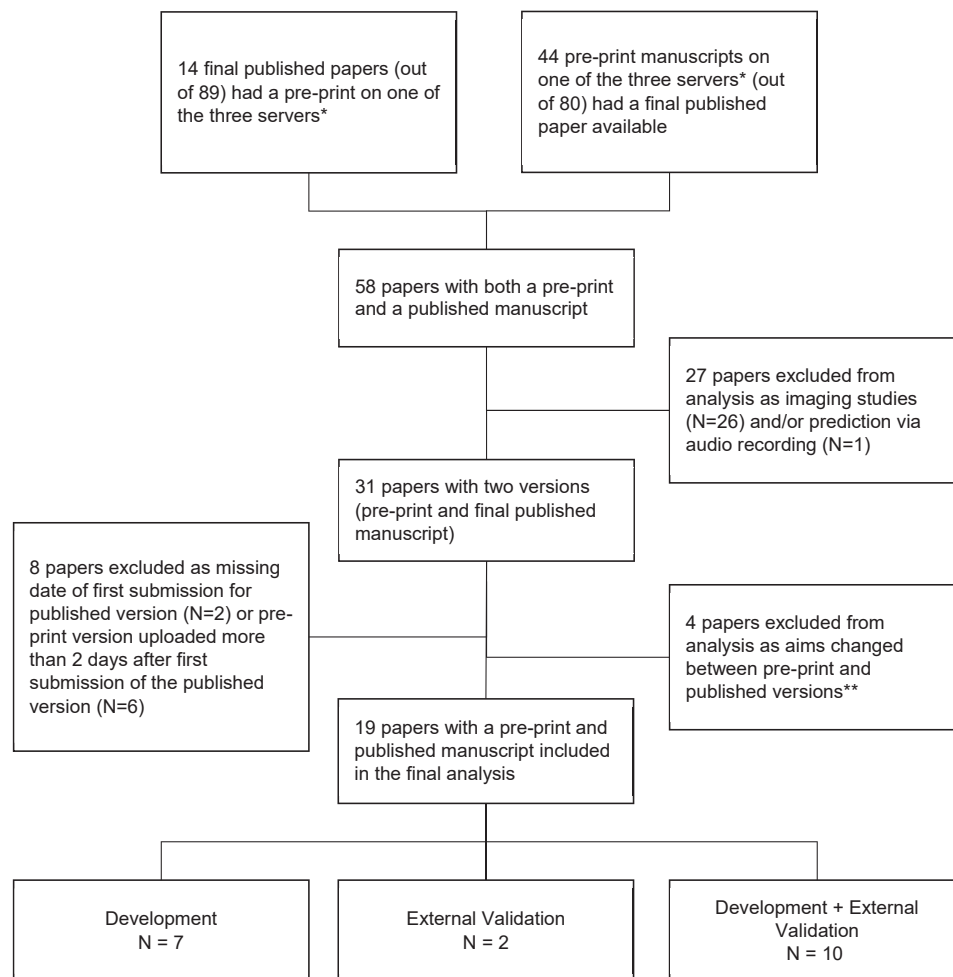 14 final published papers (out
of 89) had a pre-print on one of
the three servers*
44 pre-print manuscripts on
one of the three servers* (out
of 80) had a final published
paper available
58 papers with both a pre-print
and a published manuscript
27 papers excluded from
analysis as imaging studies
(N=26) and/or prediction via
audio recording (N=1)
31 papers with two versions
(pre-print and final published
manuscript)
8 papers excluded as missing
date of first submission for
published version (N=2) or pre-
print version uploaded more
than 2 days after first
submission of the published
version (N=6)
4 papers excluded from
analysis as aims changed
between pre-print and
published versions**
19 papers with a pre-print and
published manuscript included
in the final analysis
Development
N = 7
External Validation
N = 2
Development + External
Validation
N = 10